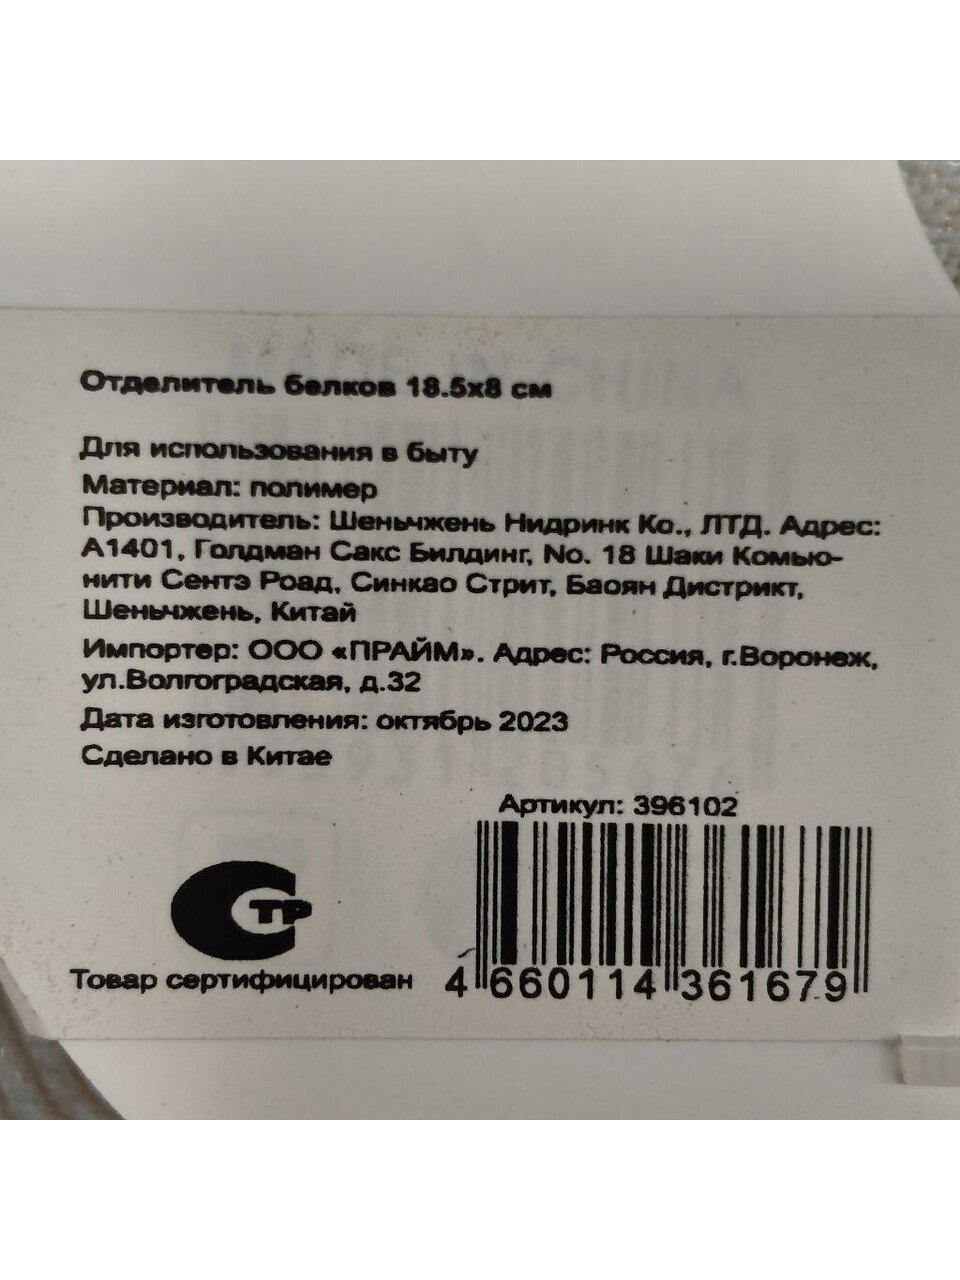 Отделитель белков 18.5х8 см
Для использования в быту
Материал: полимер
Производитель: Шеньчжень Нидринк Ко., ЛТД. Адрес:
А1401, Голдман Сакс Билдинг, No. 18 Шаки Комью-
нити Сентэ Роад, Синкао Стрит, Баоян Дистрикт,
Шеньчжень, Китай
Импортер: ООО «ПРАЙМ». Адрес: Россия, г.Воронеж,
ул.Волгоградская, д.32
Дата изготовления: октябрь 2023
Сделано в Китае
Артикул: 396102
СТР
Товар сертифицирован
4 660114 361679